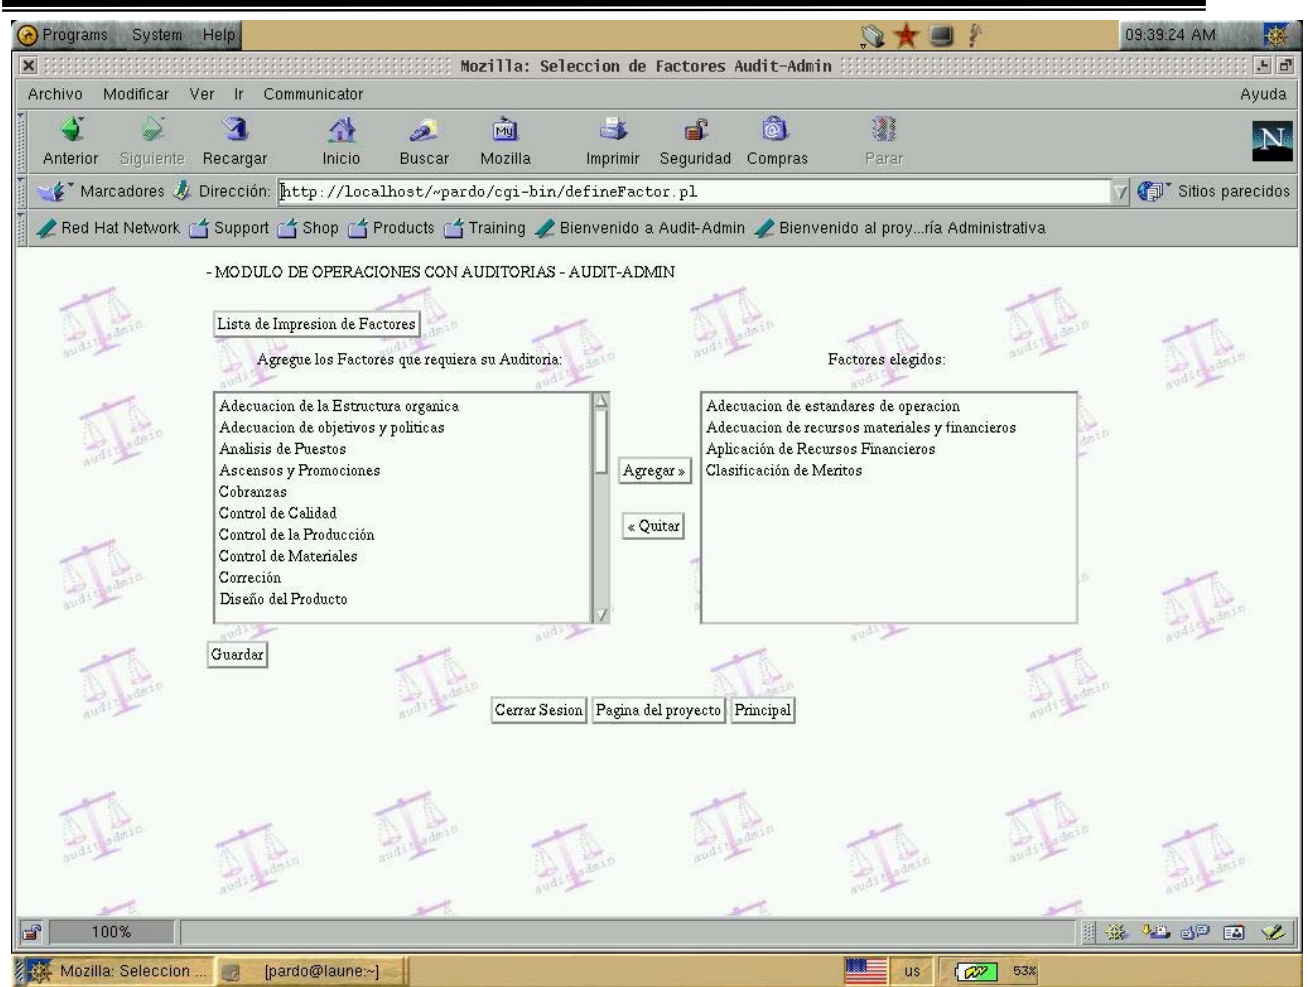 Programs System Help 09:39:24 AM
Mozilla: Seleccion de Factores Audit-Admin
Archivo Modificar Ver Ir Communicator Ayuda
My N
Anterior Siguiente Recargar Inicio Buscar Mozilla Imprimir Seguridad Compras Parar
Marcadores Dirección: http://localhost/~pardo/cgi-bin/defineFactor.pl Sitios parecidos
Red Hat Network Support Shop Products Training Bienvenido a Audit-Admin Bienvenido al proy...ría Administrativa
- MODULO DE OPERACIONES CON AUDITORIAS - AUDIT-ADMIN
Lista de Impresion de Factores
Agregue los Factores que requiera su Auditoria: Factores elegidos:
Adecuacion de la Estructura organica
Adecuacion de objetivos y politicas
Analisis de Puestos
Ascensos y Promociones
Cobranzas
Control de Calidad
Control de la Producción
Control de Materiales
Correción
Diseño del Producto
Agregar »
« Quitar
Adecuacion de estandares de operacion
Adecuacion de recursos materiales y financieros
Aplicación de Recursos Financieros
Clasificación de Meritos
Guardar
Cerrar Sesion Pagina del proyecto Principal
audit-admin
100%
Mozilla: Seleccion ... [pardo@laune:~] us 53%